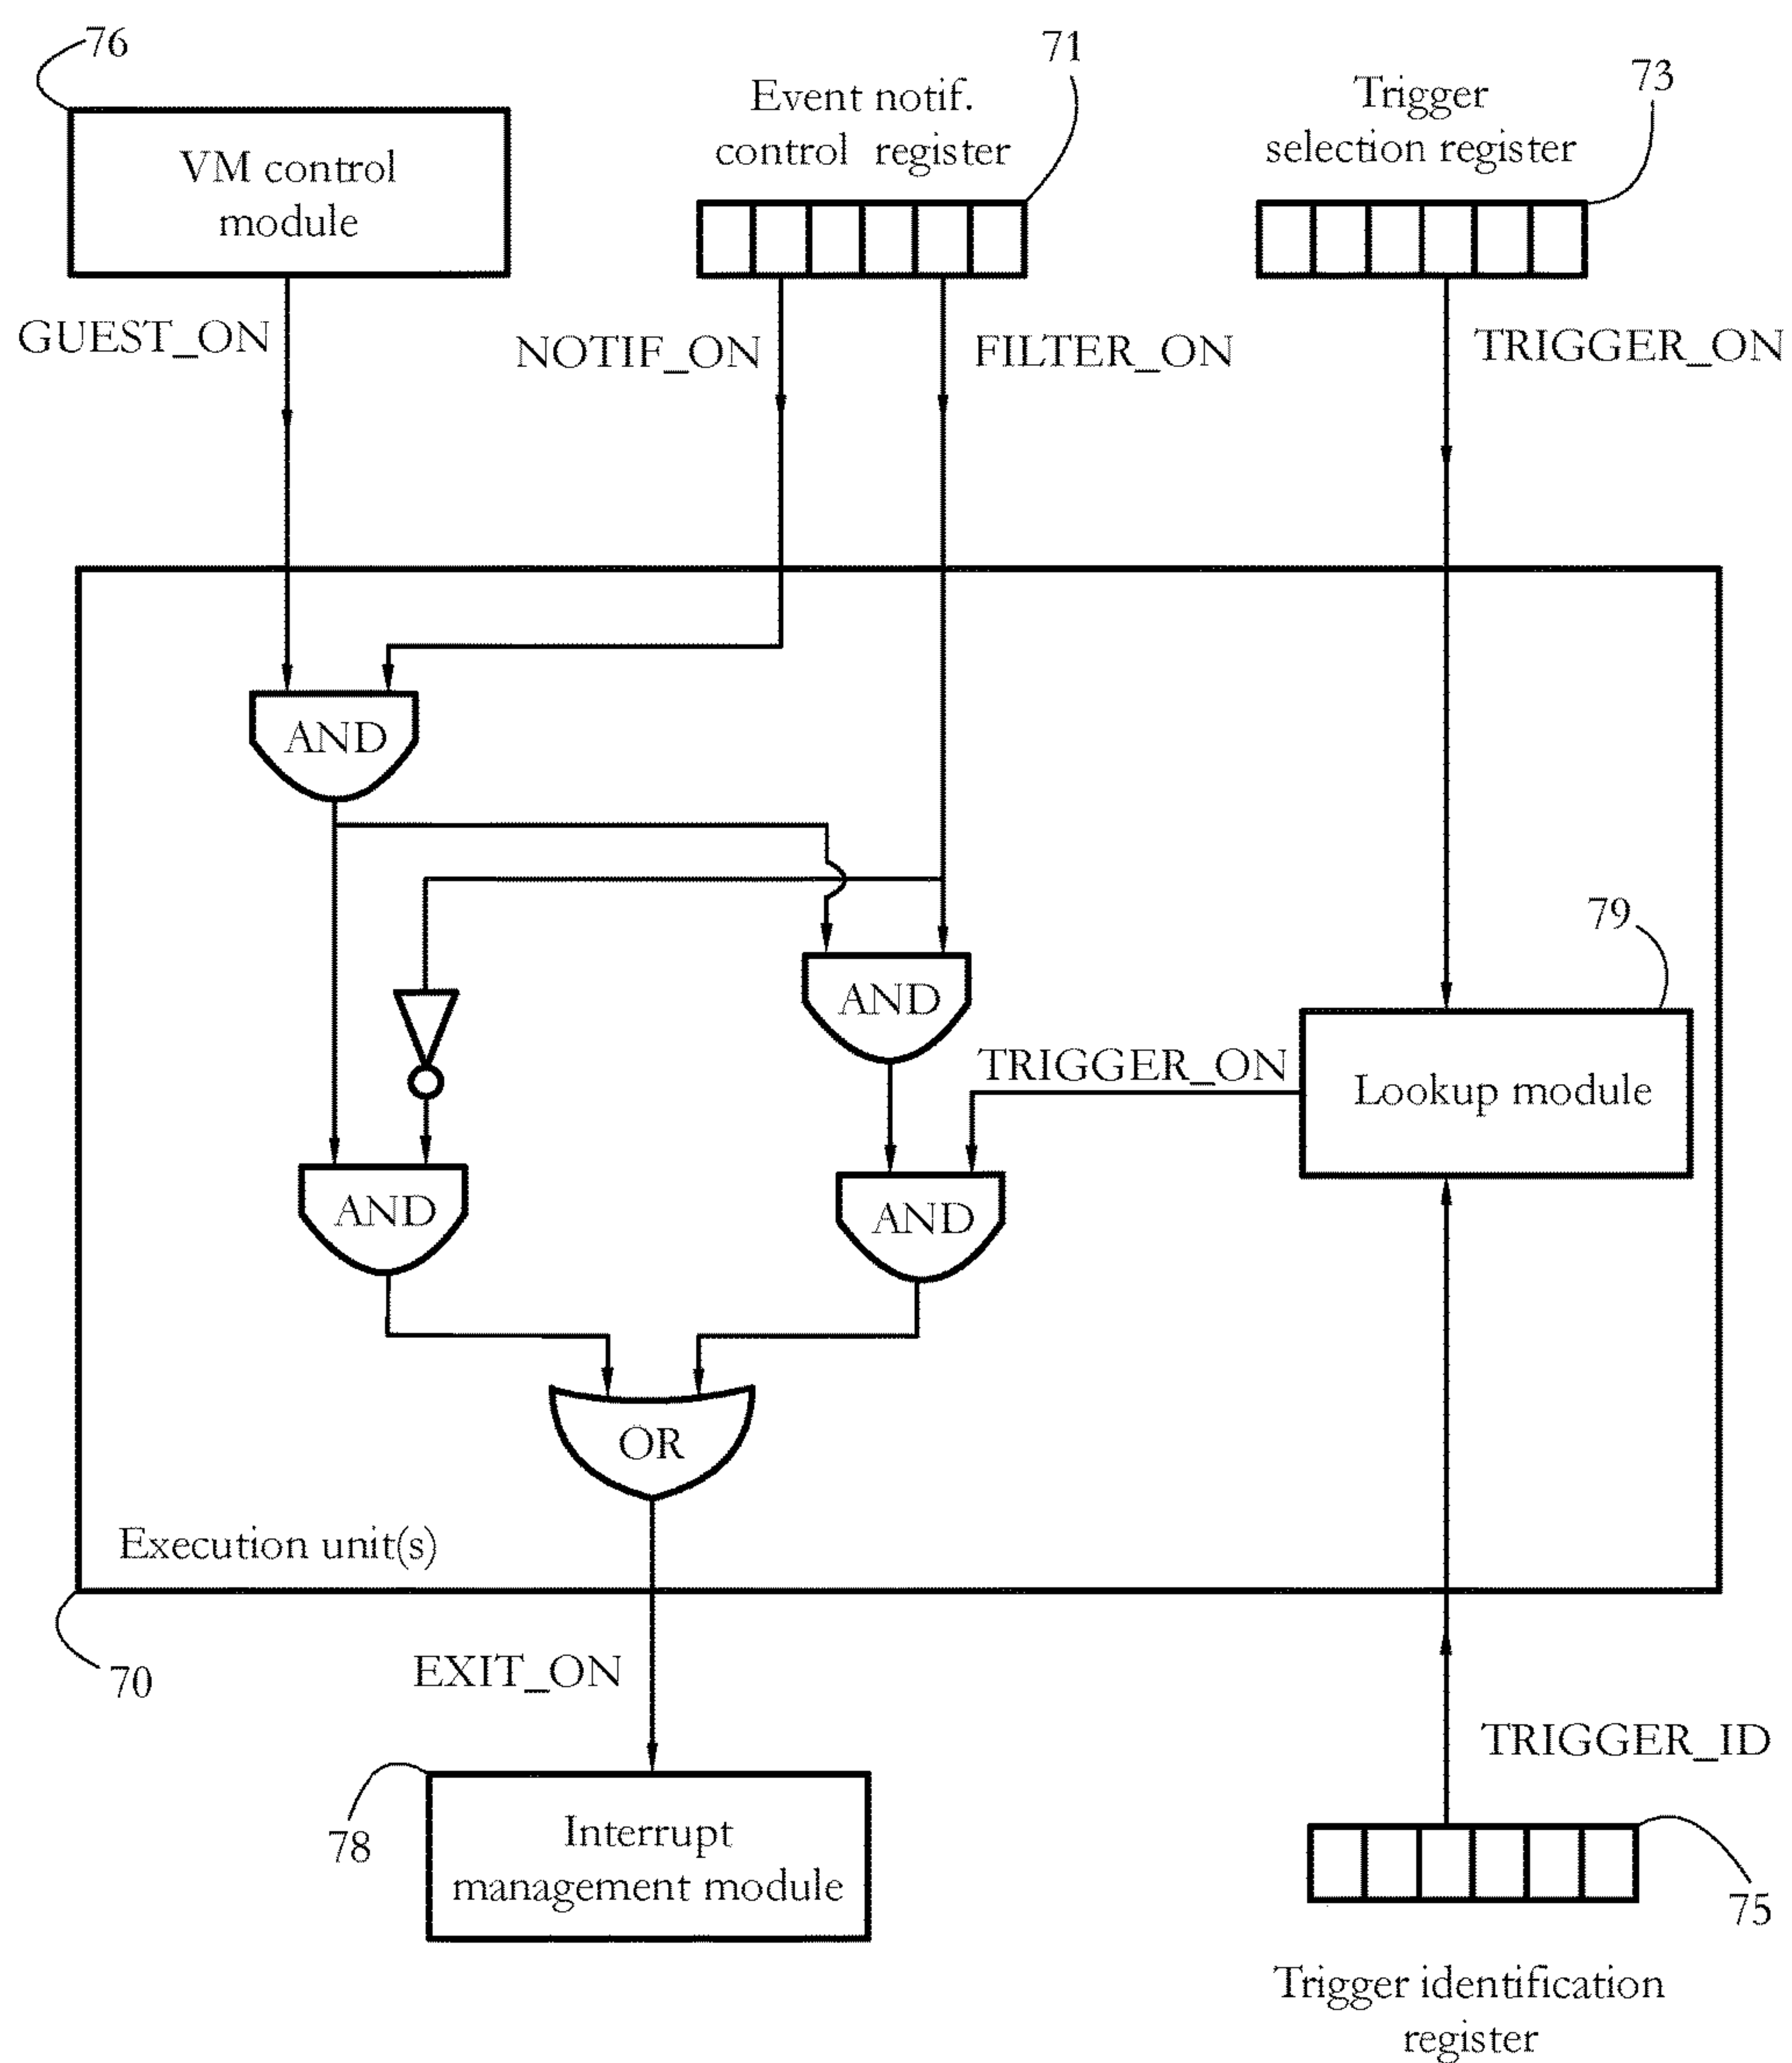 76
71
73
Event notif.
control register
Trigger
selection register
VM control
module
GUEST_ON
NOTIF_ON
FILTER_ON
TRIGGER_ON
AND
79
AND
TRIGGER_ON
Lookup module
AND
AND
OR
Execution unit(s)
70
EXIT_ON
TRIGGER_ID
78
Interrupt
management module
75
Trigger identification
register